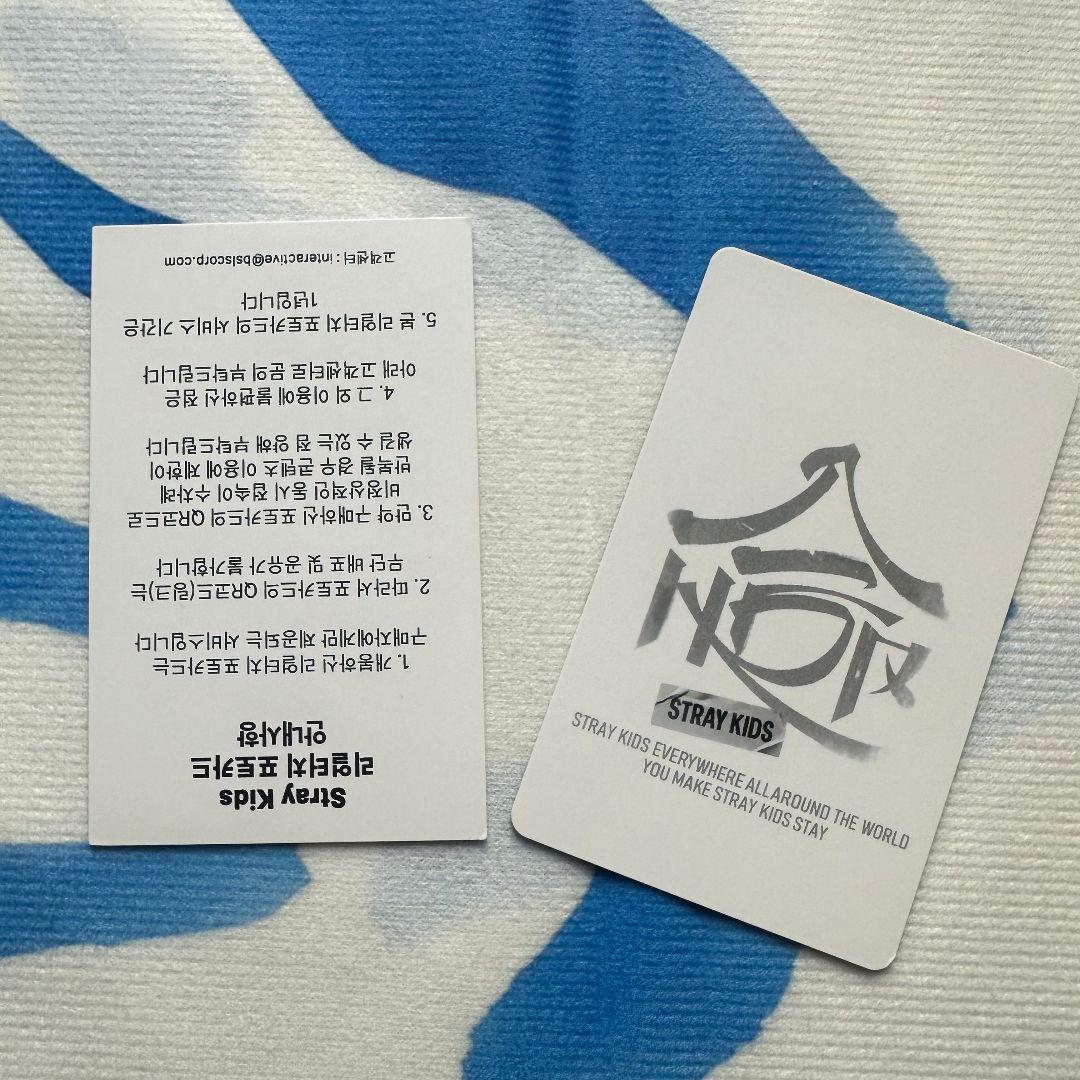 Stray Kids
리얼터치 포토카드
안내사항
1. 개봉하신 리얼터치 포토카드는
구매자에게만 제공되는 서비스입니다
2. 따라서 포토카드의 QR코드(링크)는
무단 배포 및 공유가 불가합니다
3. 만약 구매하신 포토카드의 QR코드로
비정상적인 동시 접속이 수차례
반복될 경우 콘텐츠 이용에 제한이
생길 수 있는 점 양해 부탁드립니다
4. 그 외 이용에 불편하신 점은
아래 고객센터로 문의 부탁드립니다
5. 본 리얼터치 포토카드의 서비스 기간은
1년입니다
고객센터 : interactive@bslscorp.com
STRAY KIDS
STRAY KIDS EVERYWHERE ALL AROUND THE WORLD
YOU MAKE STRAY KIDS STAY